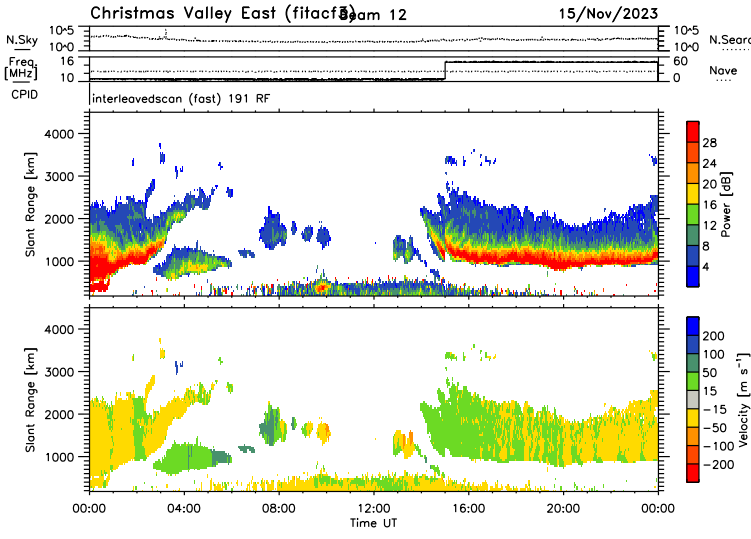 Christmas Valley East (fitacf3)
Beam 12
15/Nov/2023
N.Sky
10^5
10^0
10^5
10^0
N.Search
Freq.
[MHz]
16
10
60
0
Nave
CPID
interleavedscan (fast) 191 RF
Slant Range [km]
4000
3000
2000
1000
28
24
20
16
12
8
4
Power [dB]
Slant Range [km]
4000
3000
2000
1000
200
100
50
15
-15
-50
-100
-200
Velocity [m s^-1]
00:00
04:00
08:00
12:00
16:00
20:00
00:00
Time UT